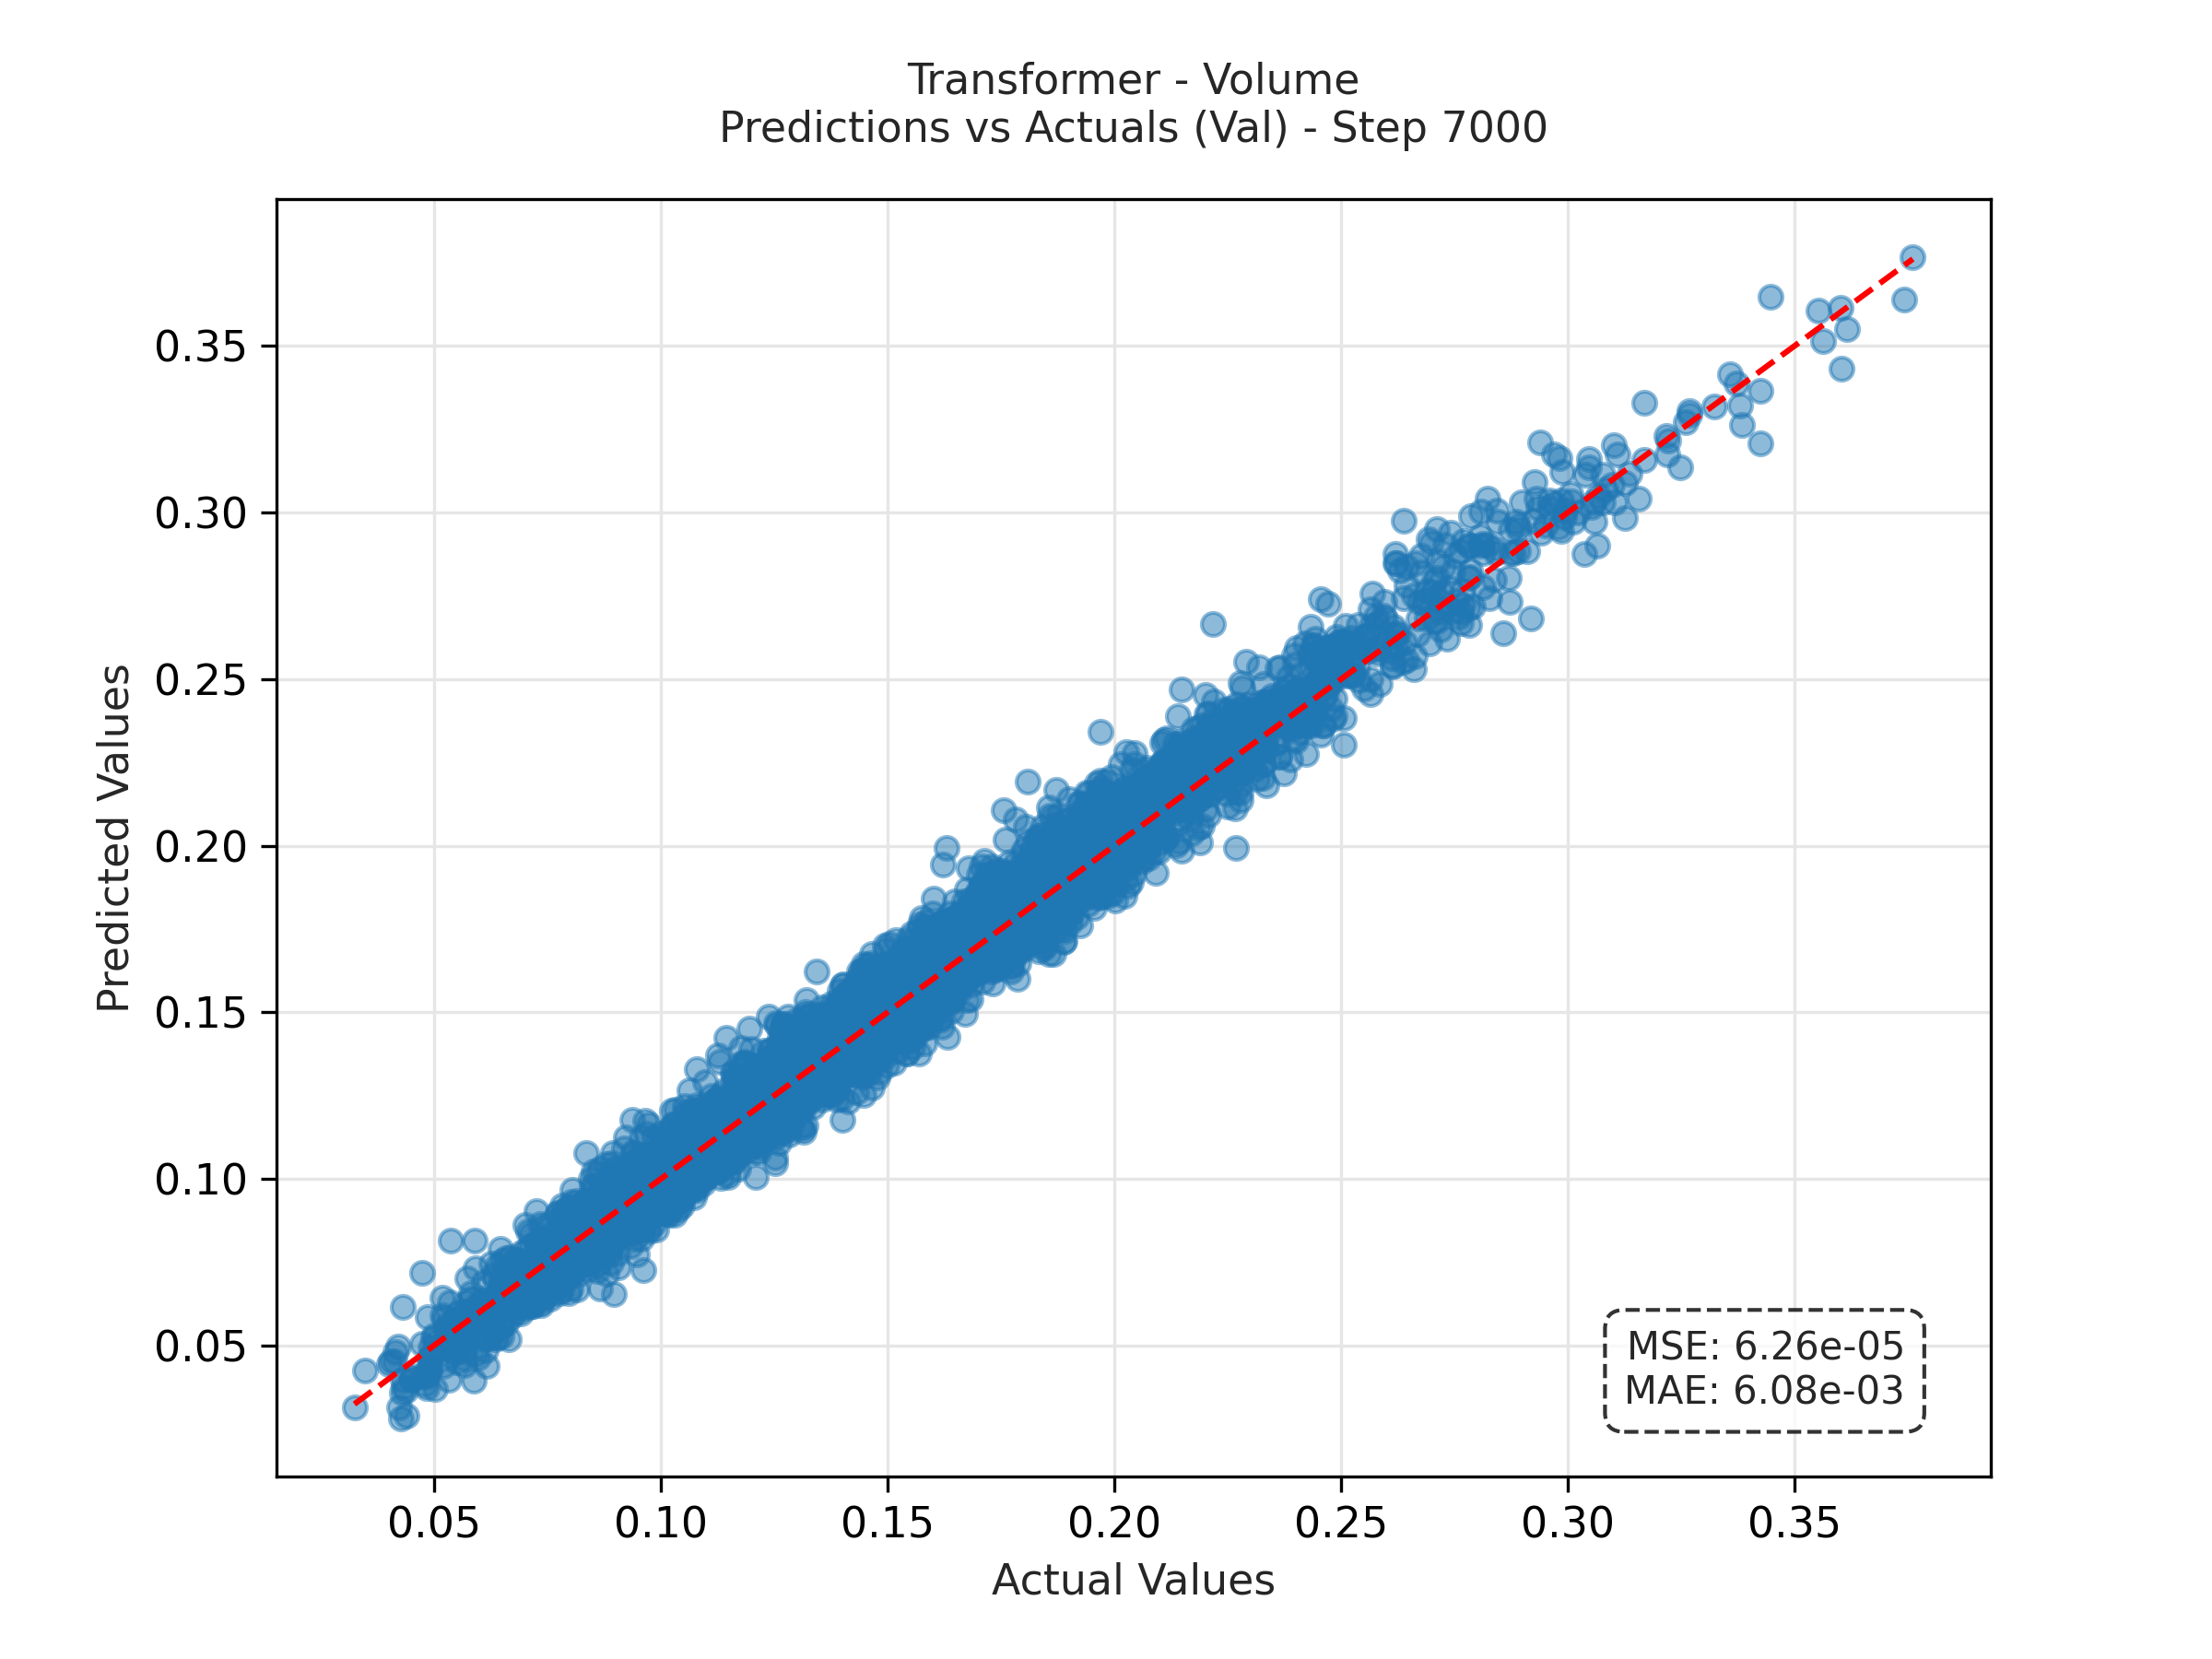 Transformer - Volume
Predictions vs Actuals (Val) - Step 7000
Predicted Values
0.35
0.30
0.25
0.20
0.15
0.10
0.05
MSE: 6.26e-05
MAE: 6.08e-03
0.05 0.10 0.15 0.20 0.25 0.30 0.35
Actual Values